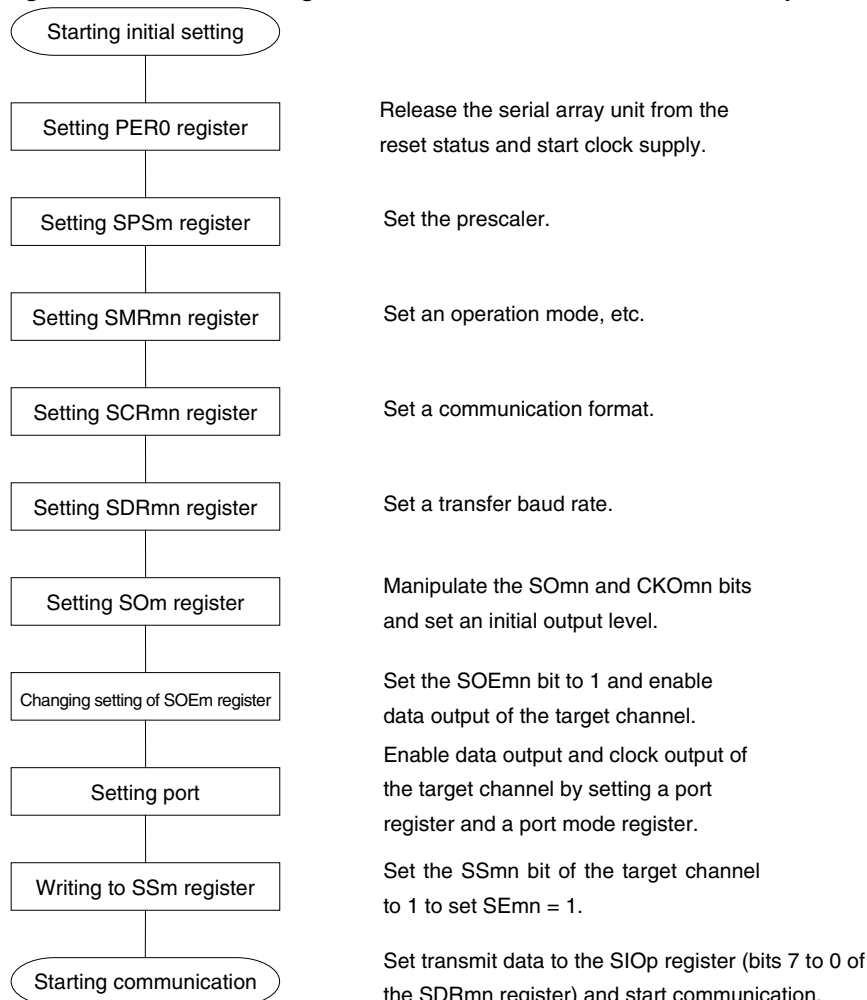 Starting initial setting
Setting PER0 register
Release the serial array unit from the
reset status and start clock supply.
Setting SPSm register
Set the prescaler.
Setting SMRmn register
Set an operation mode, etc.
Setting SCRmn register
Set a communication format.
Setting SDRmn register
Set a transfer baud rate.
Setting SOm register
Manipulate the SOmn and CKOmn bits
and set an initial output level.
Changing setting of SOEm register
Set the SOEmn bit to 1 and enable
data output of the target channel.
Setting port
Enable data output and clock output of
the target channel by setting a port
register and a port mode register.
Writing to SSm register
Set the SSmn bit of the target channel
to 1 to set SEmn = 1.
Starting communication
Set transmit data to the SIOp register (bits 7 to 0 of
the SDRmn register) and start communication.